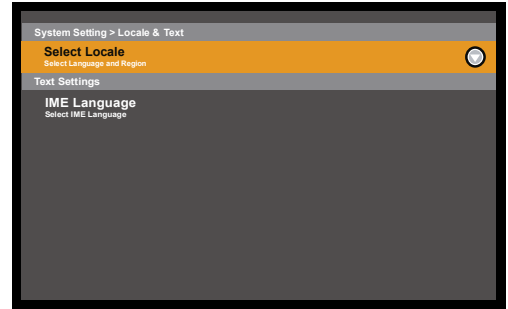 System Setting > Locale & Text
Select Locale
Select Language and Region
Text Settings
IME Language
Select IME Language